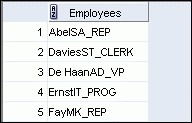 Employees
1 AbelSA_REP
2 DaviesST_CLERK
3 De HaanAD_VP
4 ErnstIT_PROG
5 FayMK_REP